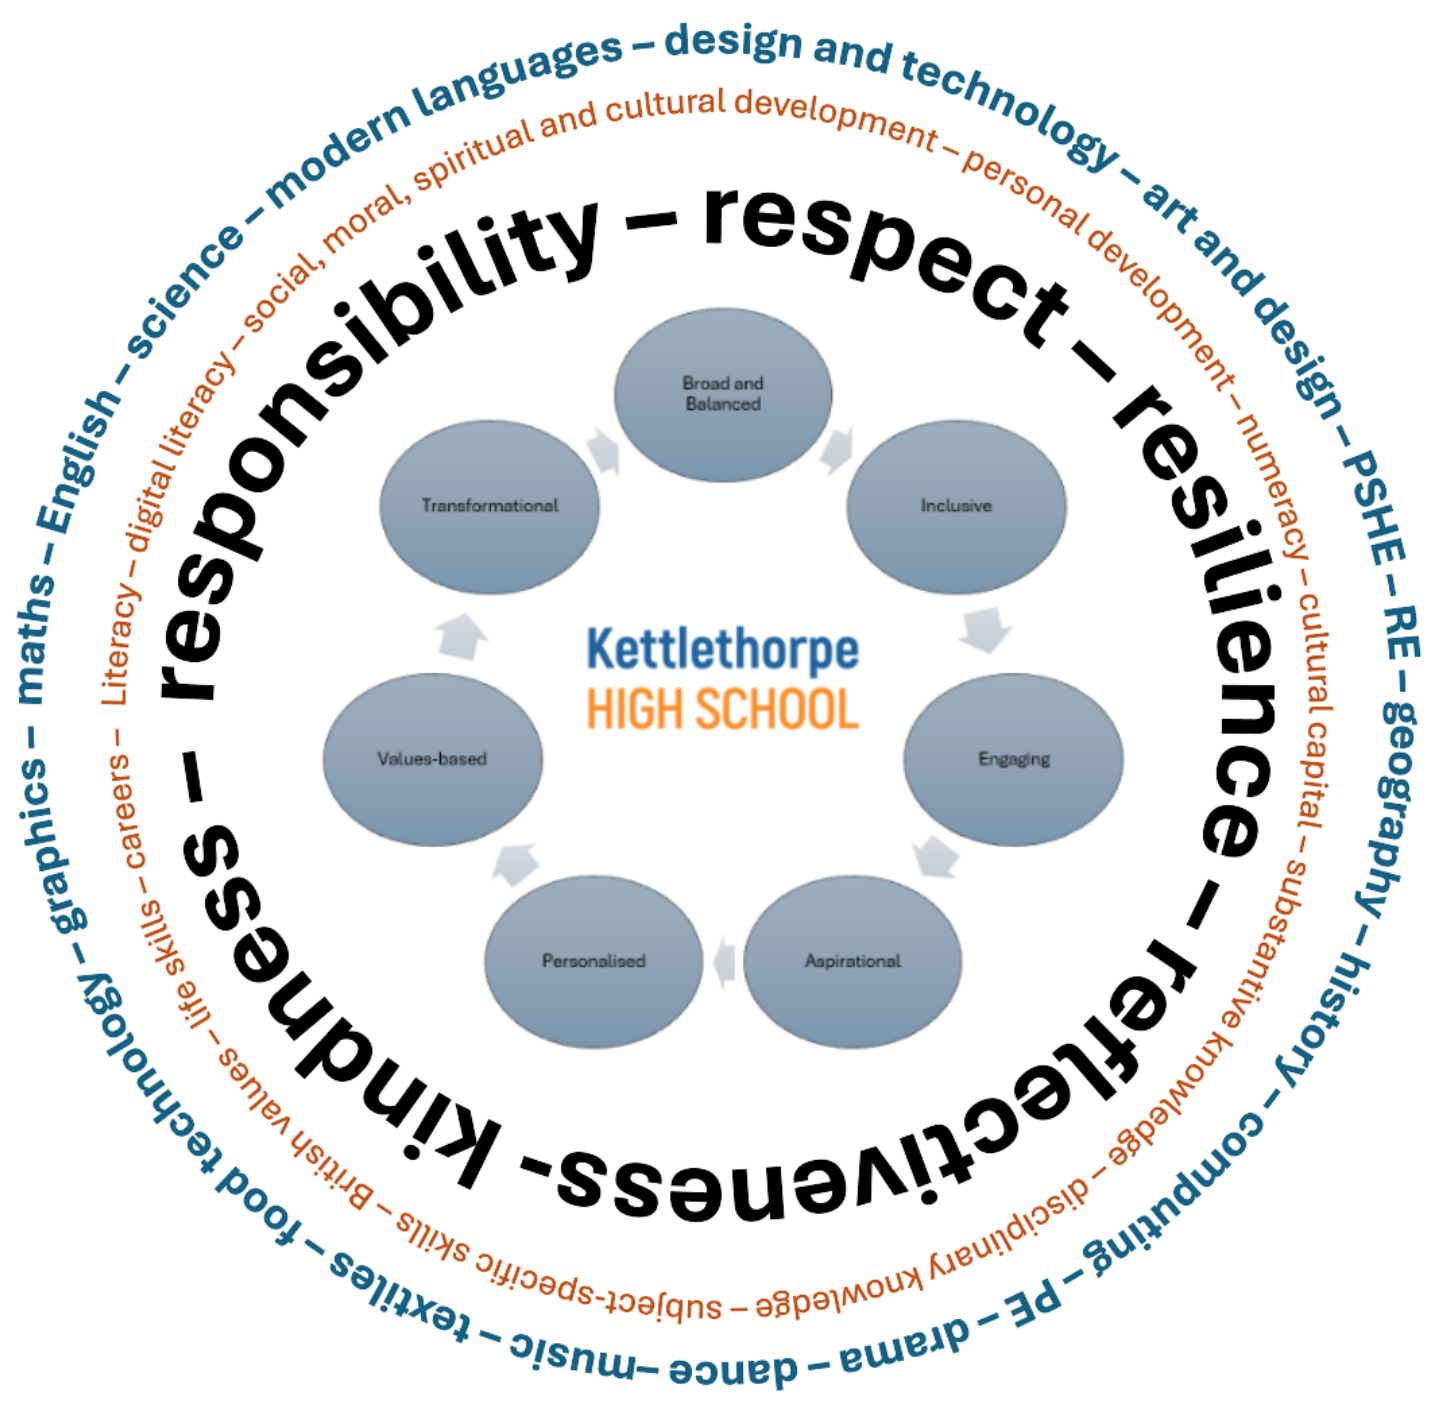 maths – English – science – modern languages – design and technology – art and design – PSHE – RE – geography – history – computing – PE – drama – dance –music – textiles – food technology – graphics –
Literacy – digital literacy – social, moral, spiritual and cultural development – personal development – numeracy – cultural capital – substantive knowledge – disciplinary knowledge – subject-specific skills – British values – life skills – careers –
responsibility – respect – resilience – reflectiveness- kindness –
Broad and
Balanced
Inclusive
Engaging
Aspirational
Personalised
Values-based
Transformational
Kettlethorpe
HIGH SCHOOL